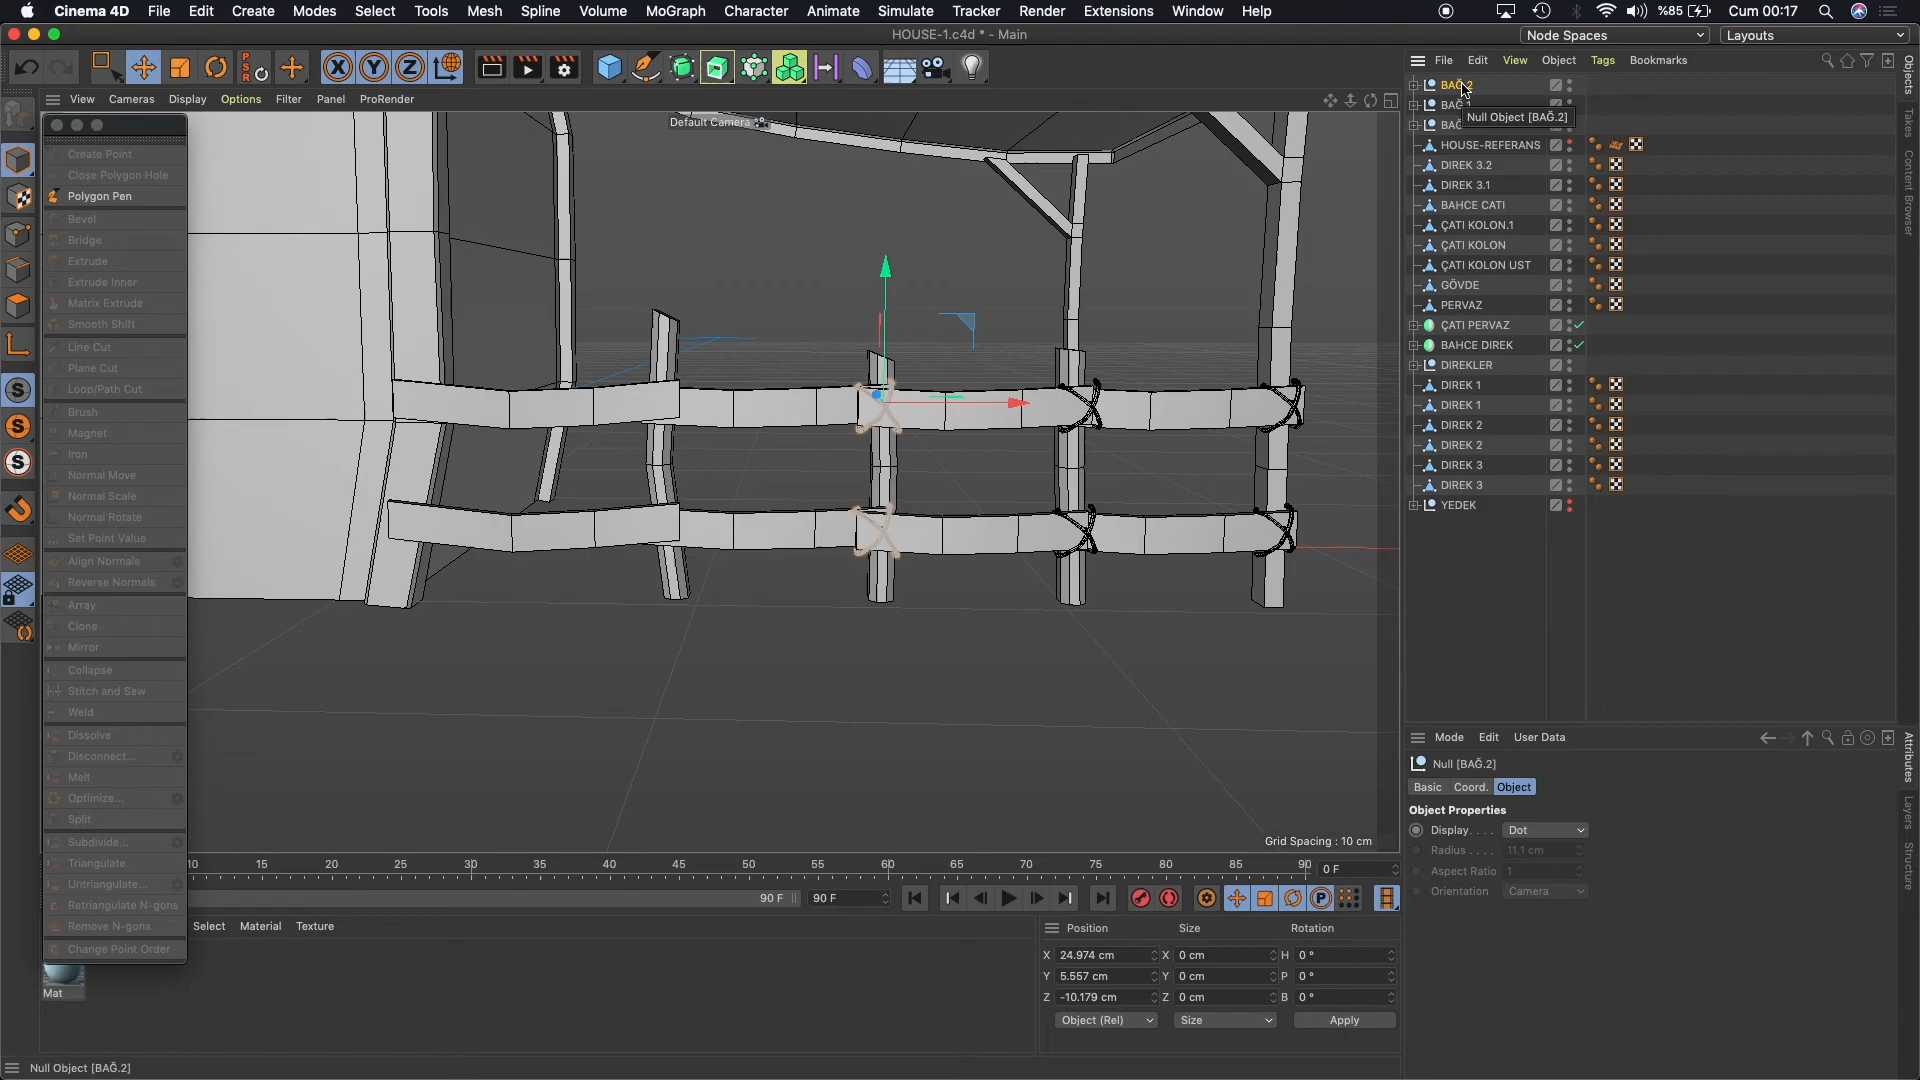 Cinema 4D File Edit Create Modes Select Tools Mesh Spline Volume MoGraph Character Animate Simulate Tracker Render Extensions Window Help %85 Cum 00:17
HOUSE-1.c4d * - Main
Node Spaces
Layouts
View Cameras Display Options Filter Panel ProRender
Default Camera
Create Point
Close Polygon Hole
Polygon Pen
Bevel
Bridge
Extrude
Extrude Inner
Matrix Extrude
Smooth Shift
Line Cut
Plane Cut
Loop/Path Cut
Brush
Magnet
Iron
Normal Move
Normal Scale
Normal Rotate
Set Point Value
Align Normals
Reverse Normals
Array
Clone
Mirror
Collapse
Stitch and Sew
Weld
Dissolve
Disconnect...
Melt
Optimize...
Split
Subdivide...
Triangulate
Untriangulate...
Retriangulate N-gons
Remove N-gons
Change Point Order
Grid Spacing : 10 cm
10 15 20 25 30 35 40 45 50 55 60 65 70 75 80 85 90
0 F
90 F
90 F
Select Material Texture
Mat
Position Size Rotation
X 24.974 cm X 0 cm H 0 °
Y 5.557 cm Y 0 cm P 0 °
Z -10.179 cm Z 0 cm B 0 °
Object (Rel) Size Apply
Null Object [BAĞ.2]
File Edit View Object Tags Bookmarks
BAĞ.2
Null Object [BAĞ.2]
HOUSE-REFERANS
DIREK 3.2
DIREK 3.1
BAHCE CATI
ÇATI KOLON.1
ÇATI KOLON
ÇATI KOLON UST
GÖVDE
PERVAZ
ÇATI PERVAZ
BAHCE DIREK
DIREKLER
DIREK 1
DIREK 1
DIREK 2
DIREK 2
DIREK 3
DIREK 3
YEDEK
Objects
Takes
Content Browser
Mode Edit User Data
Null [BAĞ.2]
Basic Coord. Object
Object Properties
Display. . . . Dot
Radius . . . . 11.1 cm
Aspect Ratio 1
Orientation Camera
Attributes
Layers
Structure